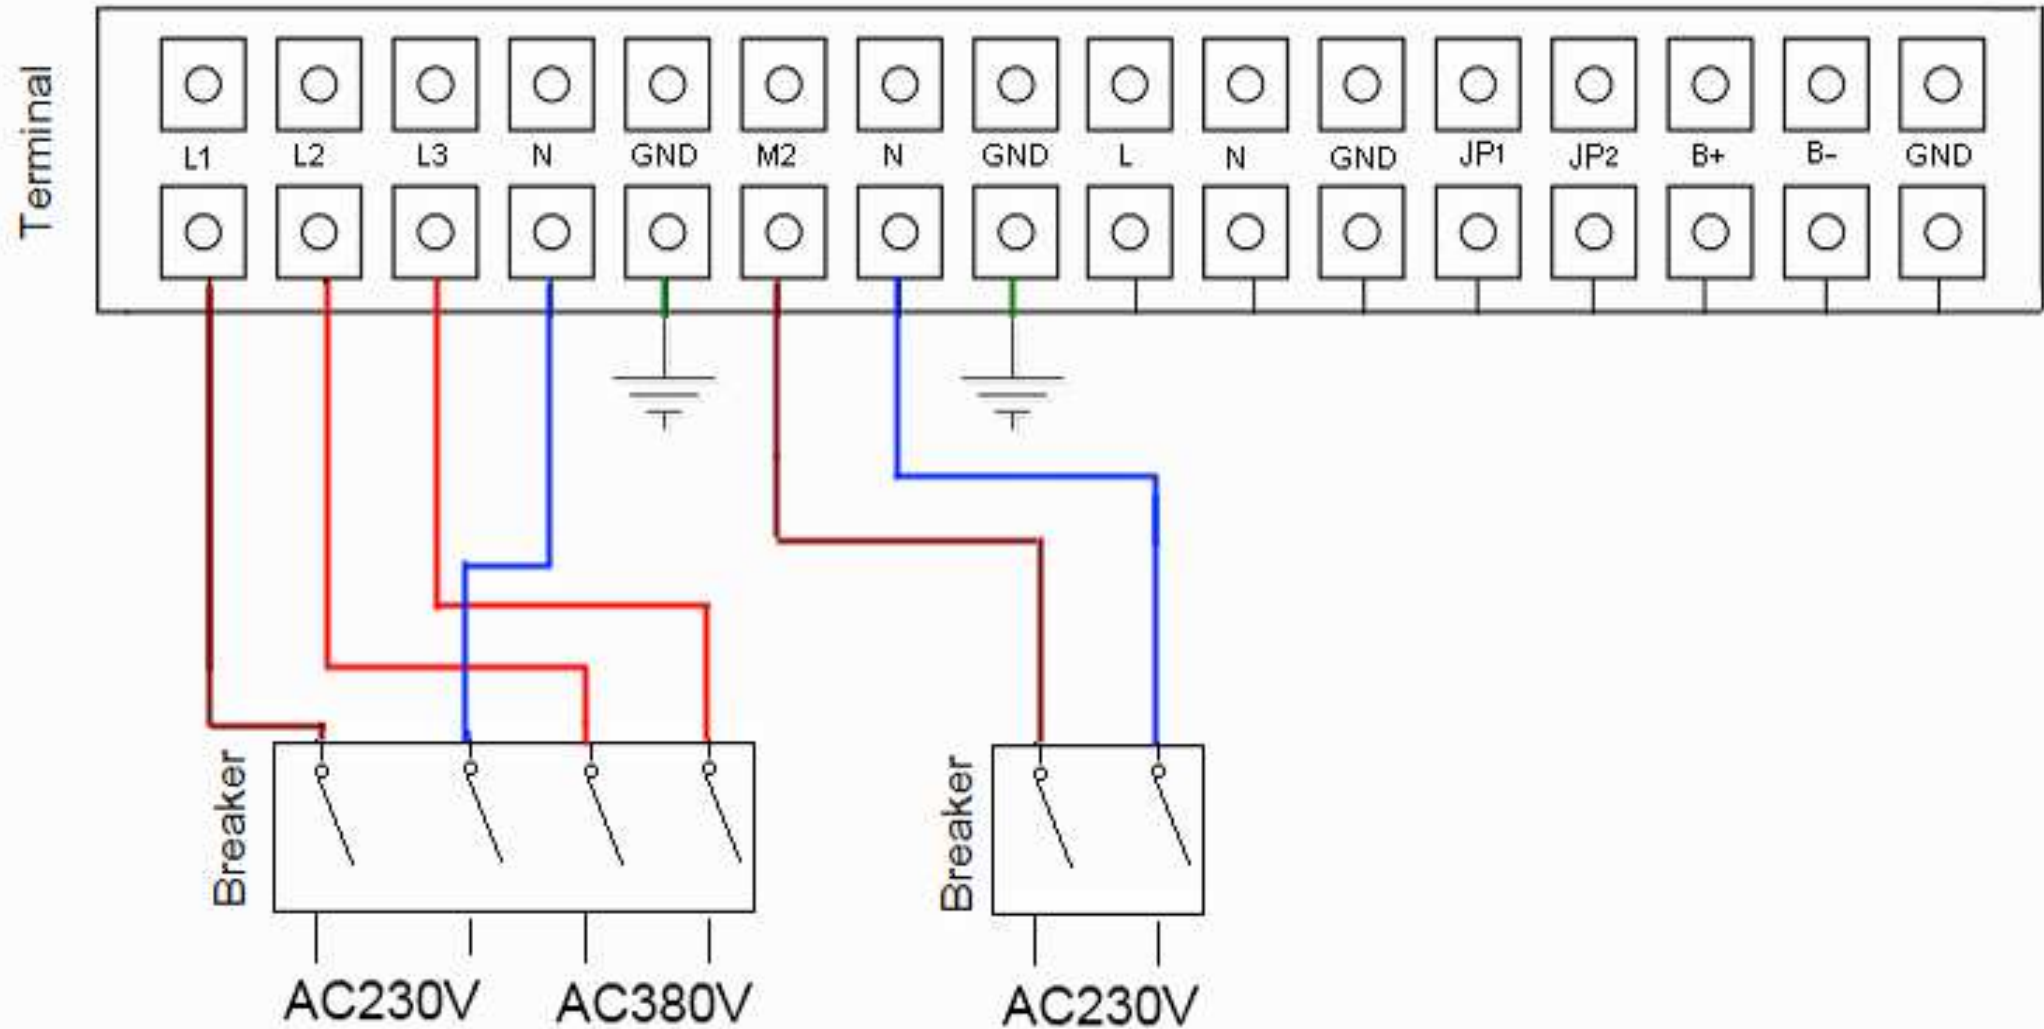 Terminal
L1 L2 L3 N GND M2 N GND L N GND JP1 JP2 B+ B- GND
Breaker
Breaker
AC230V AC380V AC230V